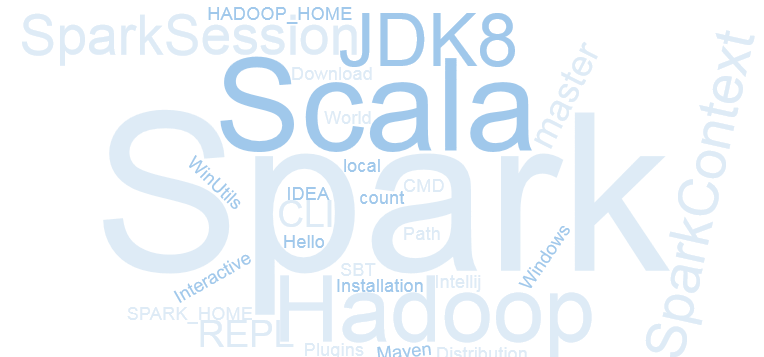 HADOOP_HOME
SparkSession
JDK8
Download
Scala
master
World
SparkContext
Spark
local
WinUtils
IDEA
CMD
count
CLI
Path
Hello
Windows
Interactive
SBT
Installation
Intellij
Hadoop
SPARK_HOME
REPL
Plugins
Maven
Distribution